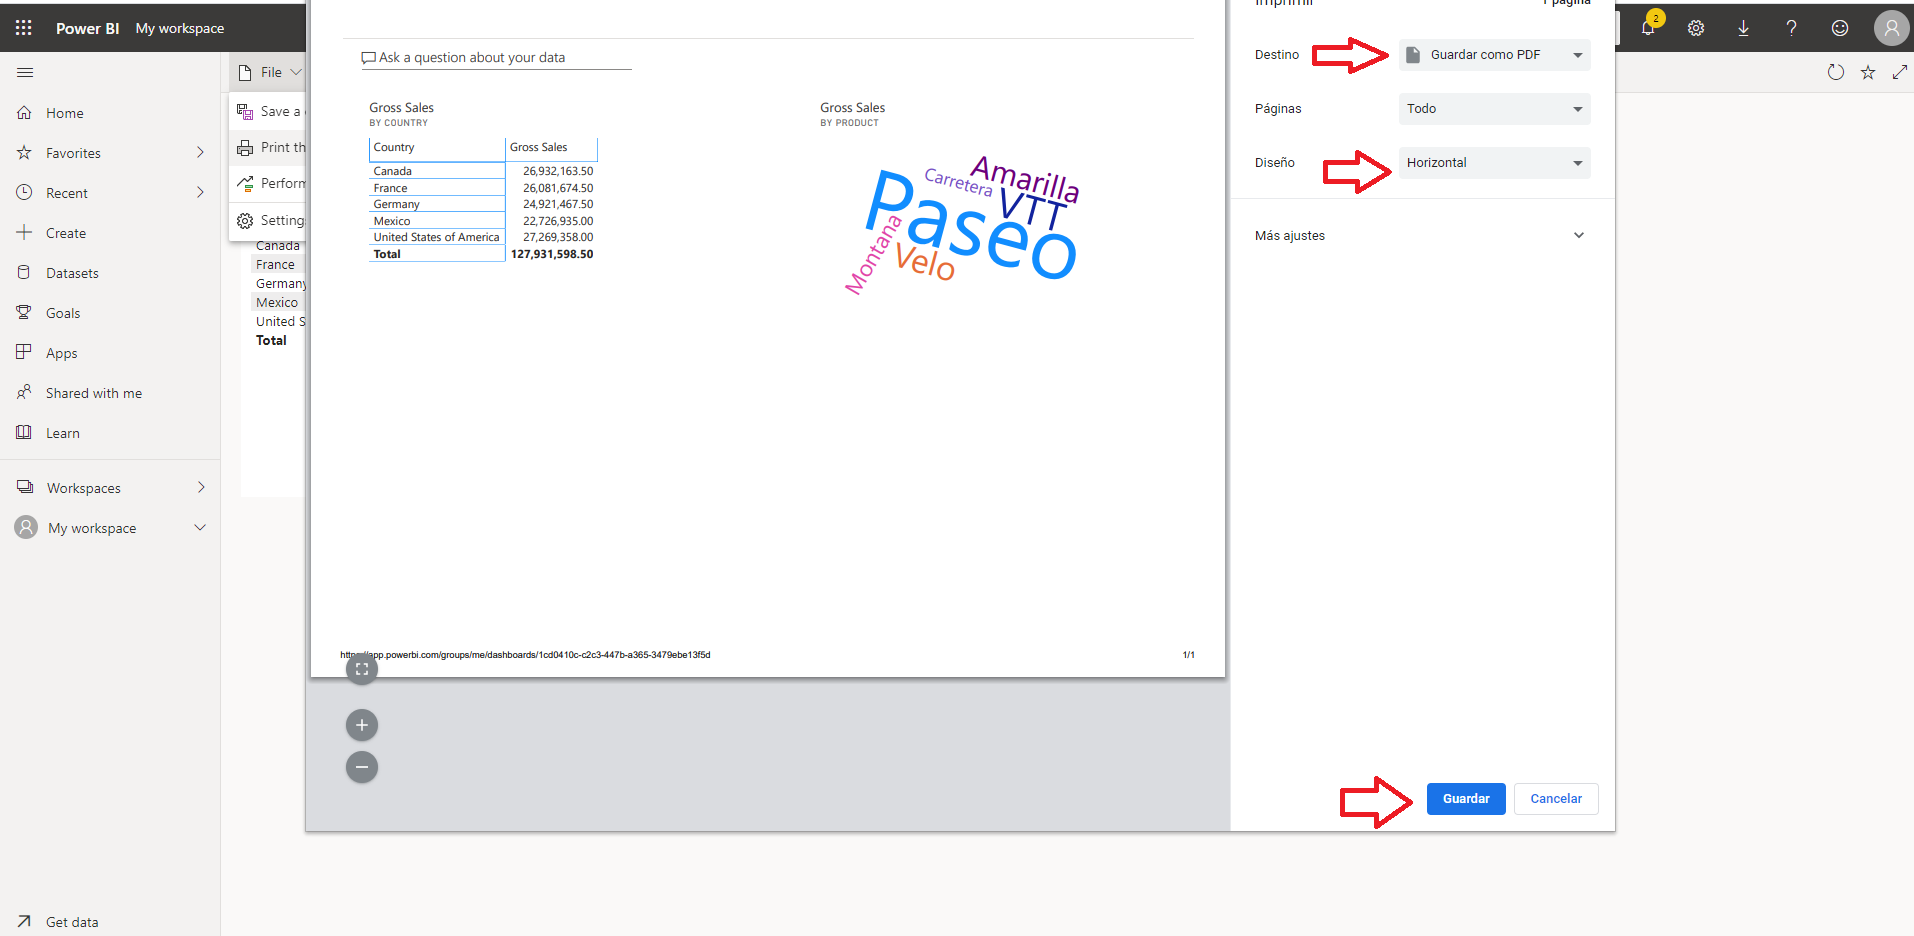 Power BI My workspace
2
File
Home
Favorites
Recent
Create
Datasets
Goals
Apps
Shared with me
Learn
Workspaces
My workspace
Get data
Save a
Print th
Perform
Setting
Canada
France
Germany
Mexico
United S
Total
Ask a question about your data
Gross Sales
BY COUNTRY
Country Gross Sales
Canada 26,932,163.50
France 26,081,674.50
Germany 24,921,467.50
Mexico 22,726,935.00
United States of America 27,269,358.00
Total 127,931,598.50
Gross Sales
BY PRODUCT
Amarilla
Carretera
VTT
Paseo
Montana
Velo
https://app.powerbi.com/groups/me/dashboards/1cd0410c-c2c3-447b-a365-3479ebe13f5d 1/1
Imprimir 1 página
Destino Guardar como PDF
Páginas Todo
Diseño Horizontal
Más ajustes
Guardar Cancelar